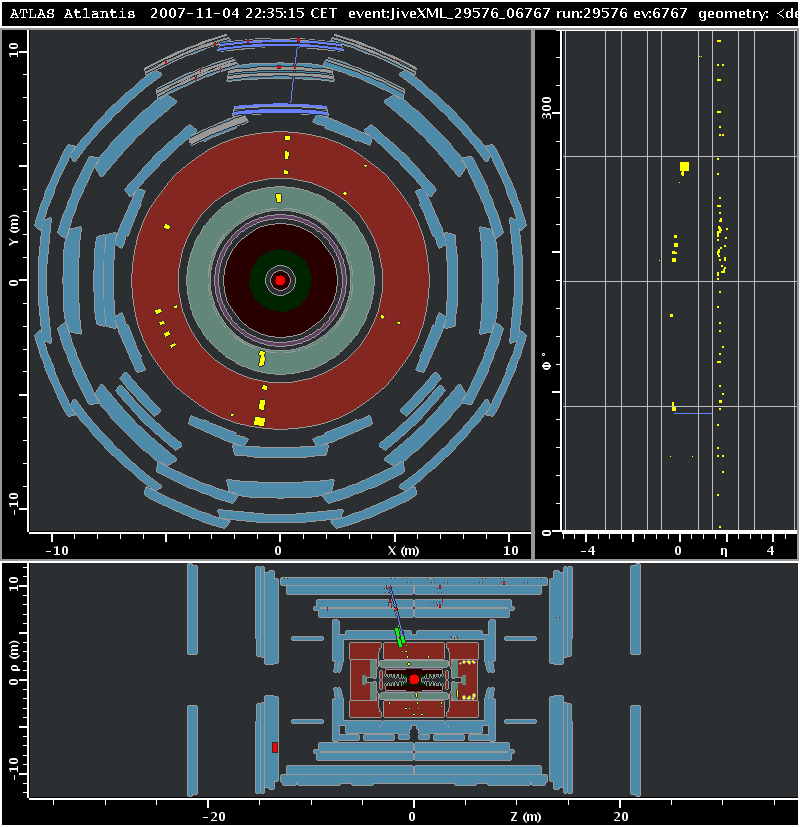 ATLAS Atlantis 2007-11-04 22:35:15 CET event:JiveXML_29576_06767 run:29576 ev:6767 geometry: <de
10
Y (m)
0
-10
-10 0 X (m) 10
300
0 °
0
-4 0 η 4
10
ρ (m)
0
-10
-20 0 Z (m) 20